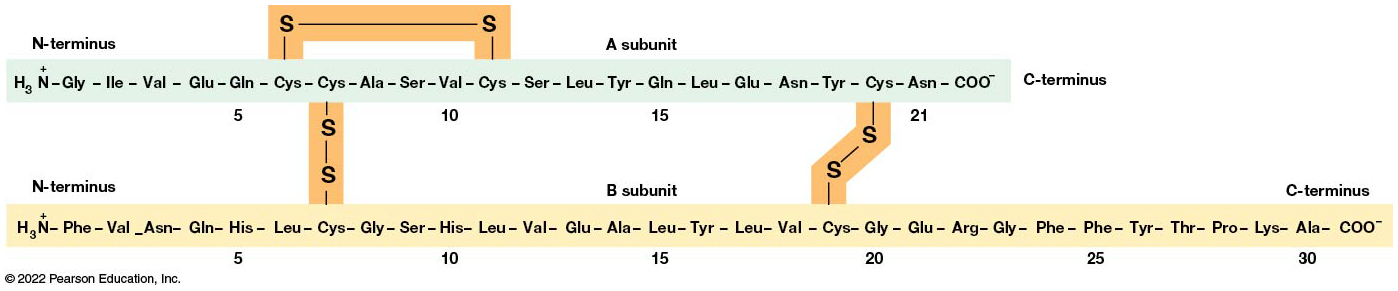 S S
N-terminus A subunit
H₃N⁺–Gly – Ile – Val – Glu–Gln – Cys – Cys–Ala – Ser–Val – Cys – Ser – Leu–Tyr – Gln – Leu – Glu – Asn–Tyr – Cys–Asn – COO⁻ C-terminus
5 10 15 21
S S
S S
N-terminus B subunit C-terminus
H₃N⁺– Phe – Val _Asn– Gln– His – Leu – Cys– Gly – Ser–His– Leu – Val– Glu – Ala– Leu–Tyr – Leu– Val – Cys– Gly – Glu – Arg– Gly – Phe – Phe – Tyr– Thr– Pro– Lys– Ala– COO⁻
5 10 15 20 25 30
© 2022 Pearson Education, Inc.